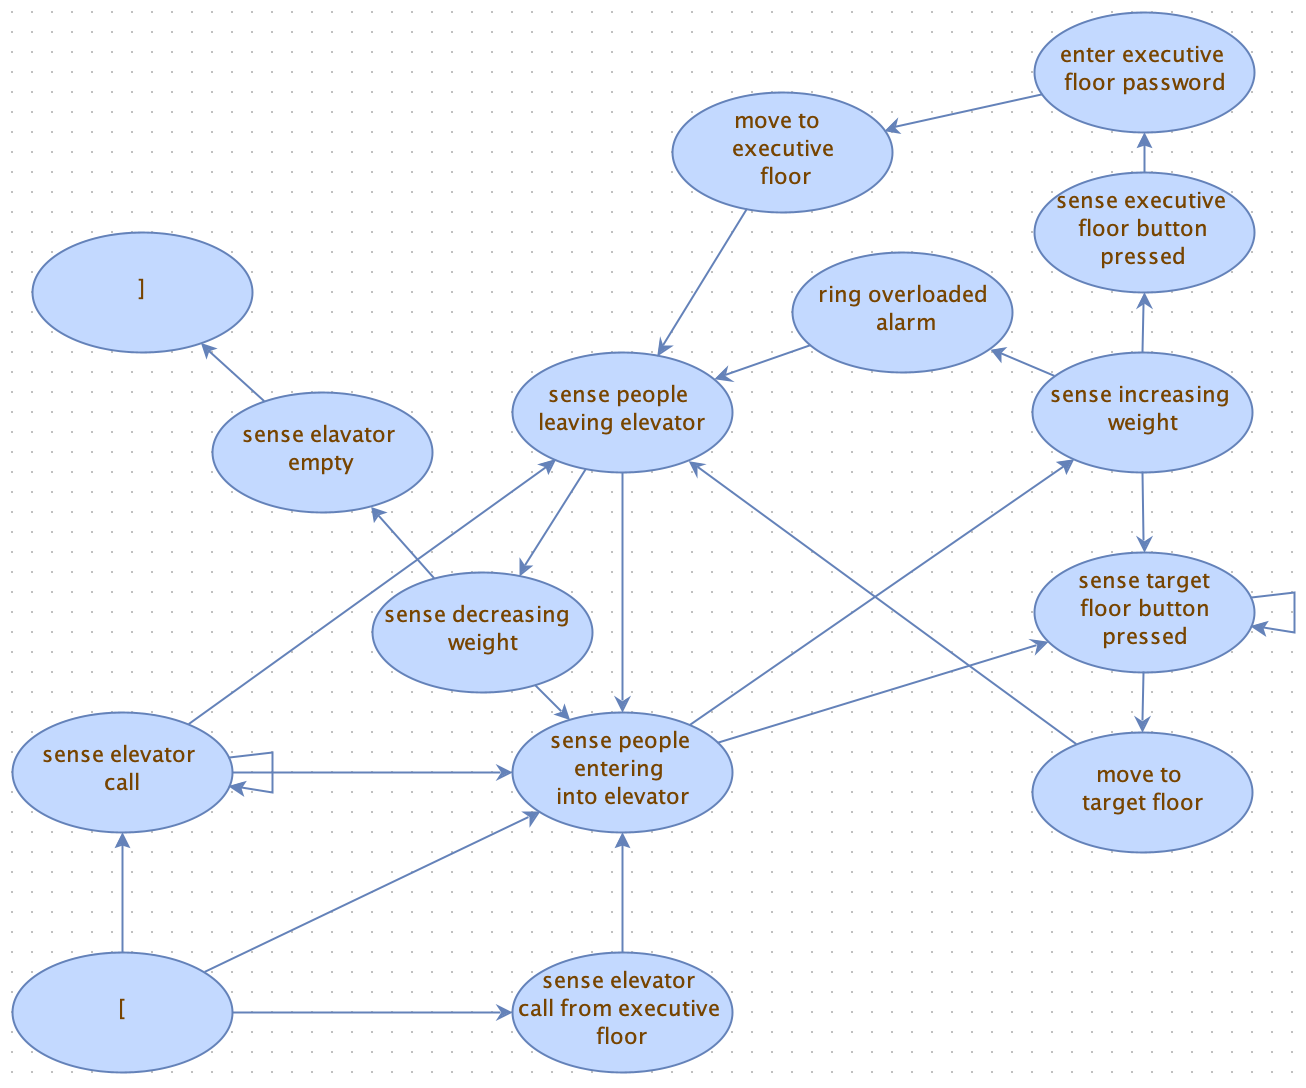 enter executive
floor password
move to
executive
floor
sense executive
floor button
pressed
]
ring overloaded
alarm
sense people
leaving elevator
sense increasing
weight
sense elavator
empty
sense decreasing
weight
sense target
floor button
pressed
sense elevator
call
sense people
entering
into elevator
move to
target floor
[
sense elevator
call from executive
floor